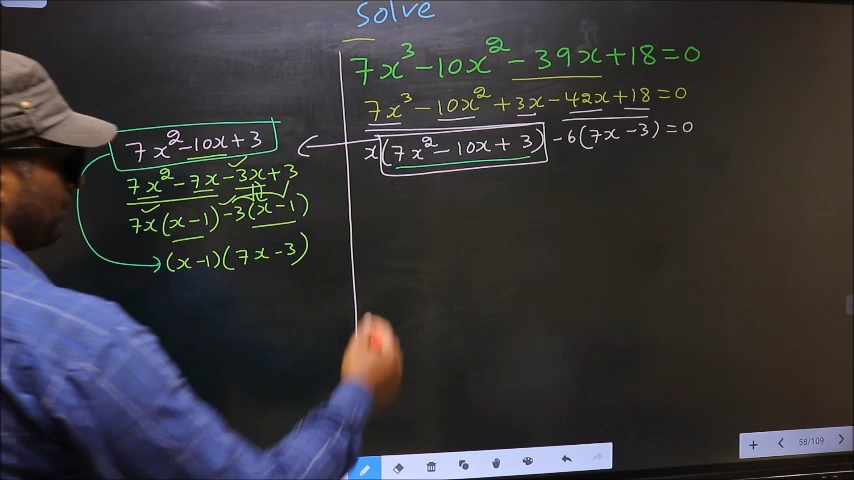 Solve
7x³ - 10x² - 39x + 18 = 0
7x³ - 10x² + 3x - 42x + 18 = 0
x(7x² - 10x + 3) - 6(7x - 3) = 0
7x² - 10x + 3
7x² - 7x - 3x + 3
7x(x - 1) - 3(x - 1)
(x - 1)(7x - 3)
58/109